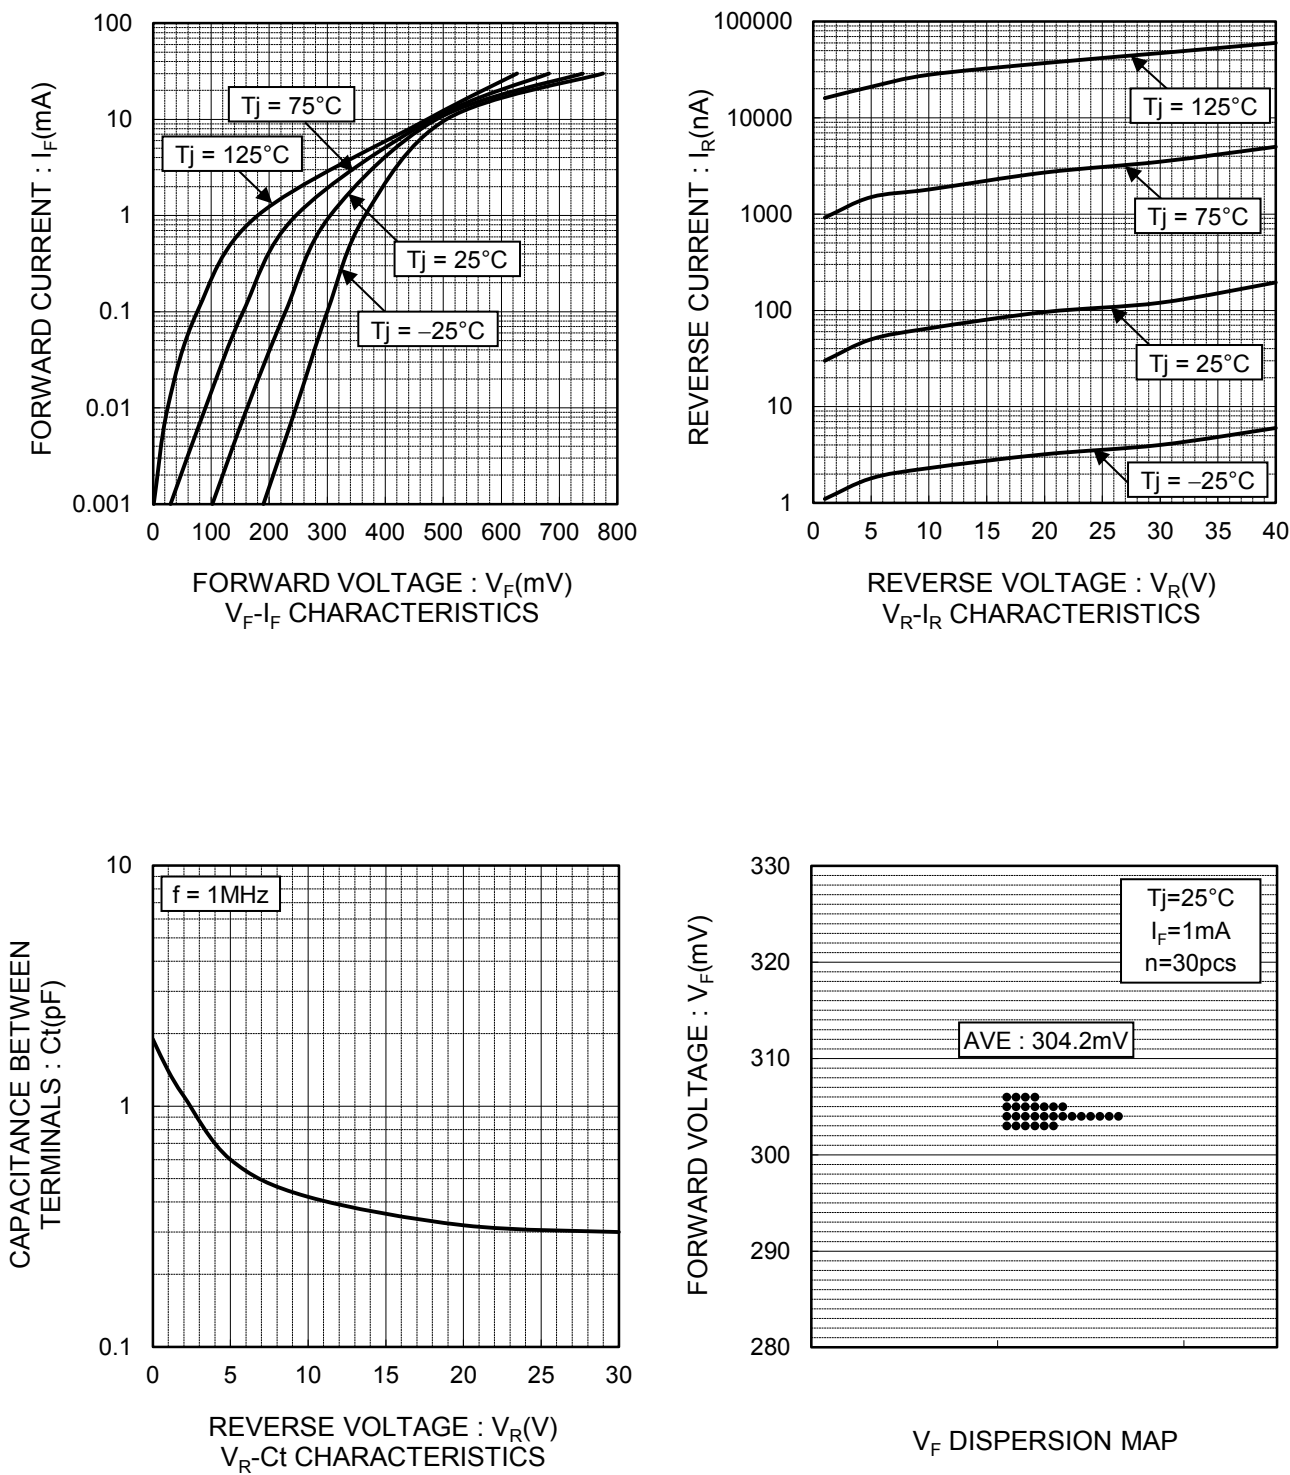 FORWARD CURRENT : IF(mA)
100
10
1
0.1
0.01
0.001
Tj = 75°C
Tj = 125°C
Tj = 25°C
Tj = –25°C
0 100 200 300 400 500 600 700 800
FORWARD VOLTAGE : VF(mV)
VF-IF CHARACTERISTICS
REVERSE CURRENT : IR(nA)
100000
10000
1000
100
10
1
Tj = 125°C
Tj = 75°C
Tj = 25°C
Tj = –25°C
0 5 10 15 20 25 30 35 40
REVERSE VOLTAGE : VR(V)
VR-IR CHARACTERISTICS
CAPACITANCE BETWEEN
TERMINALS : Ct(pF)
10
1
0.1
f = 1MHz
0 5 10 15 20 25 30
REVERSE VOLTAGE : VR(V)
VR-Ct CHARACTERISTICS
FORWARD VOLTAGE : VF(mV)
330
320
310
300
290
280
Tj=25°C
IF=1mA
n=30pcs
AVE : 304.2mV
VF DISPERSION MAP